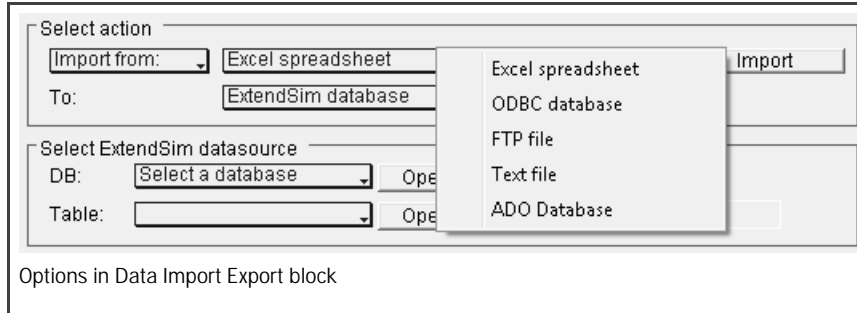 Select action
Import from: Excel spreadsheet Import
To: ExtendSim database
Excel spreadsheet
ODBC database
FTP file
Text file
ADO Database
Select ExtendSim datasource
DB: Select a database Ope
Table: Ope
Options in Data Import Export block